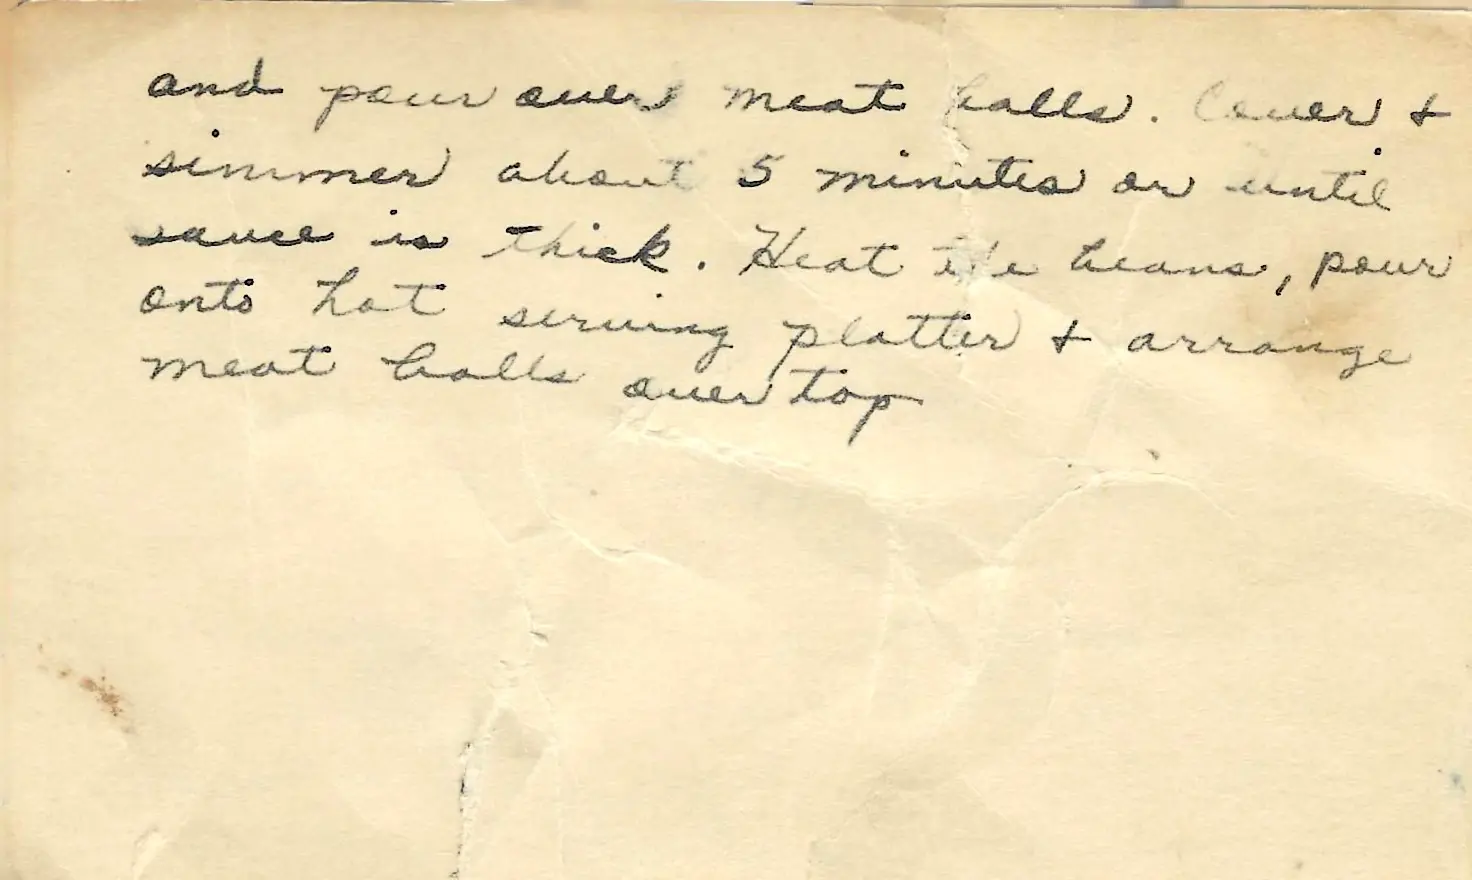 and pour over meat balls. Cover &
simmer about 5 minutes or until
sauce is thick. Heat the beans, pour
onto hot serving platter & arrange
meat balls over top